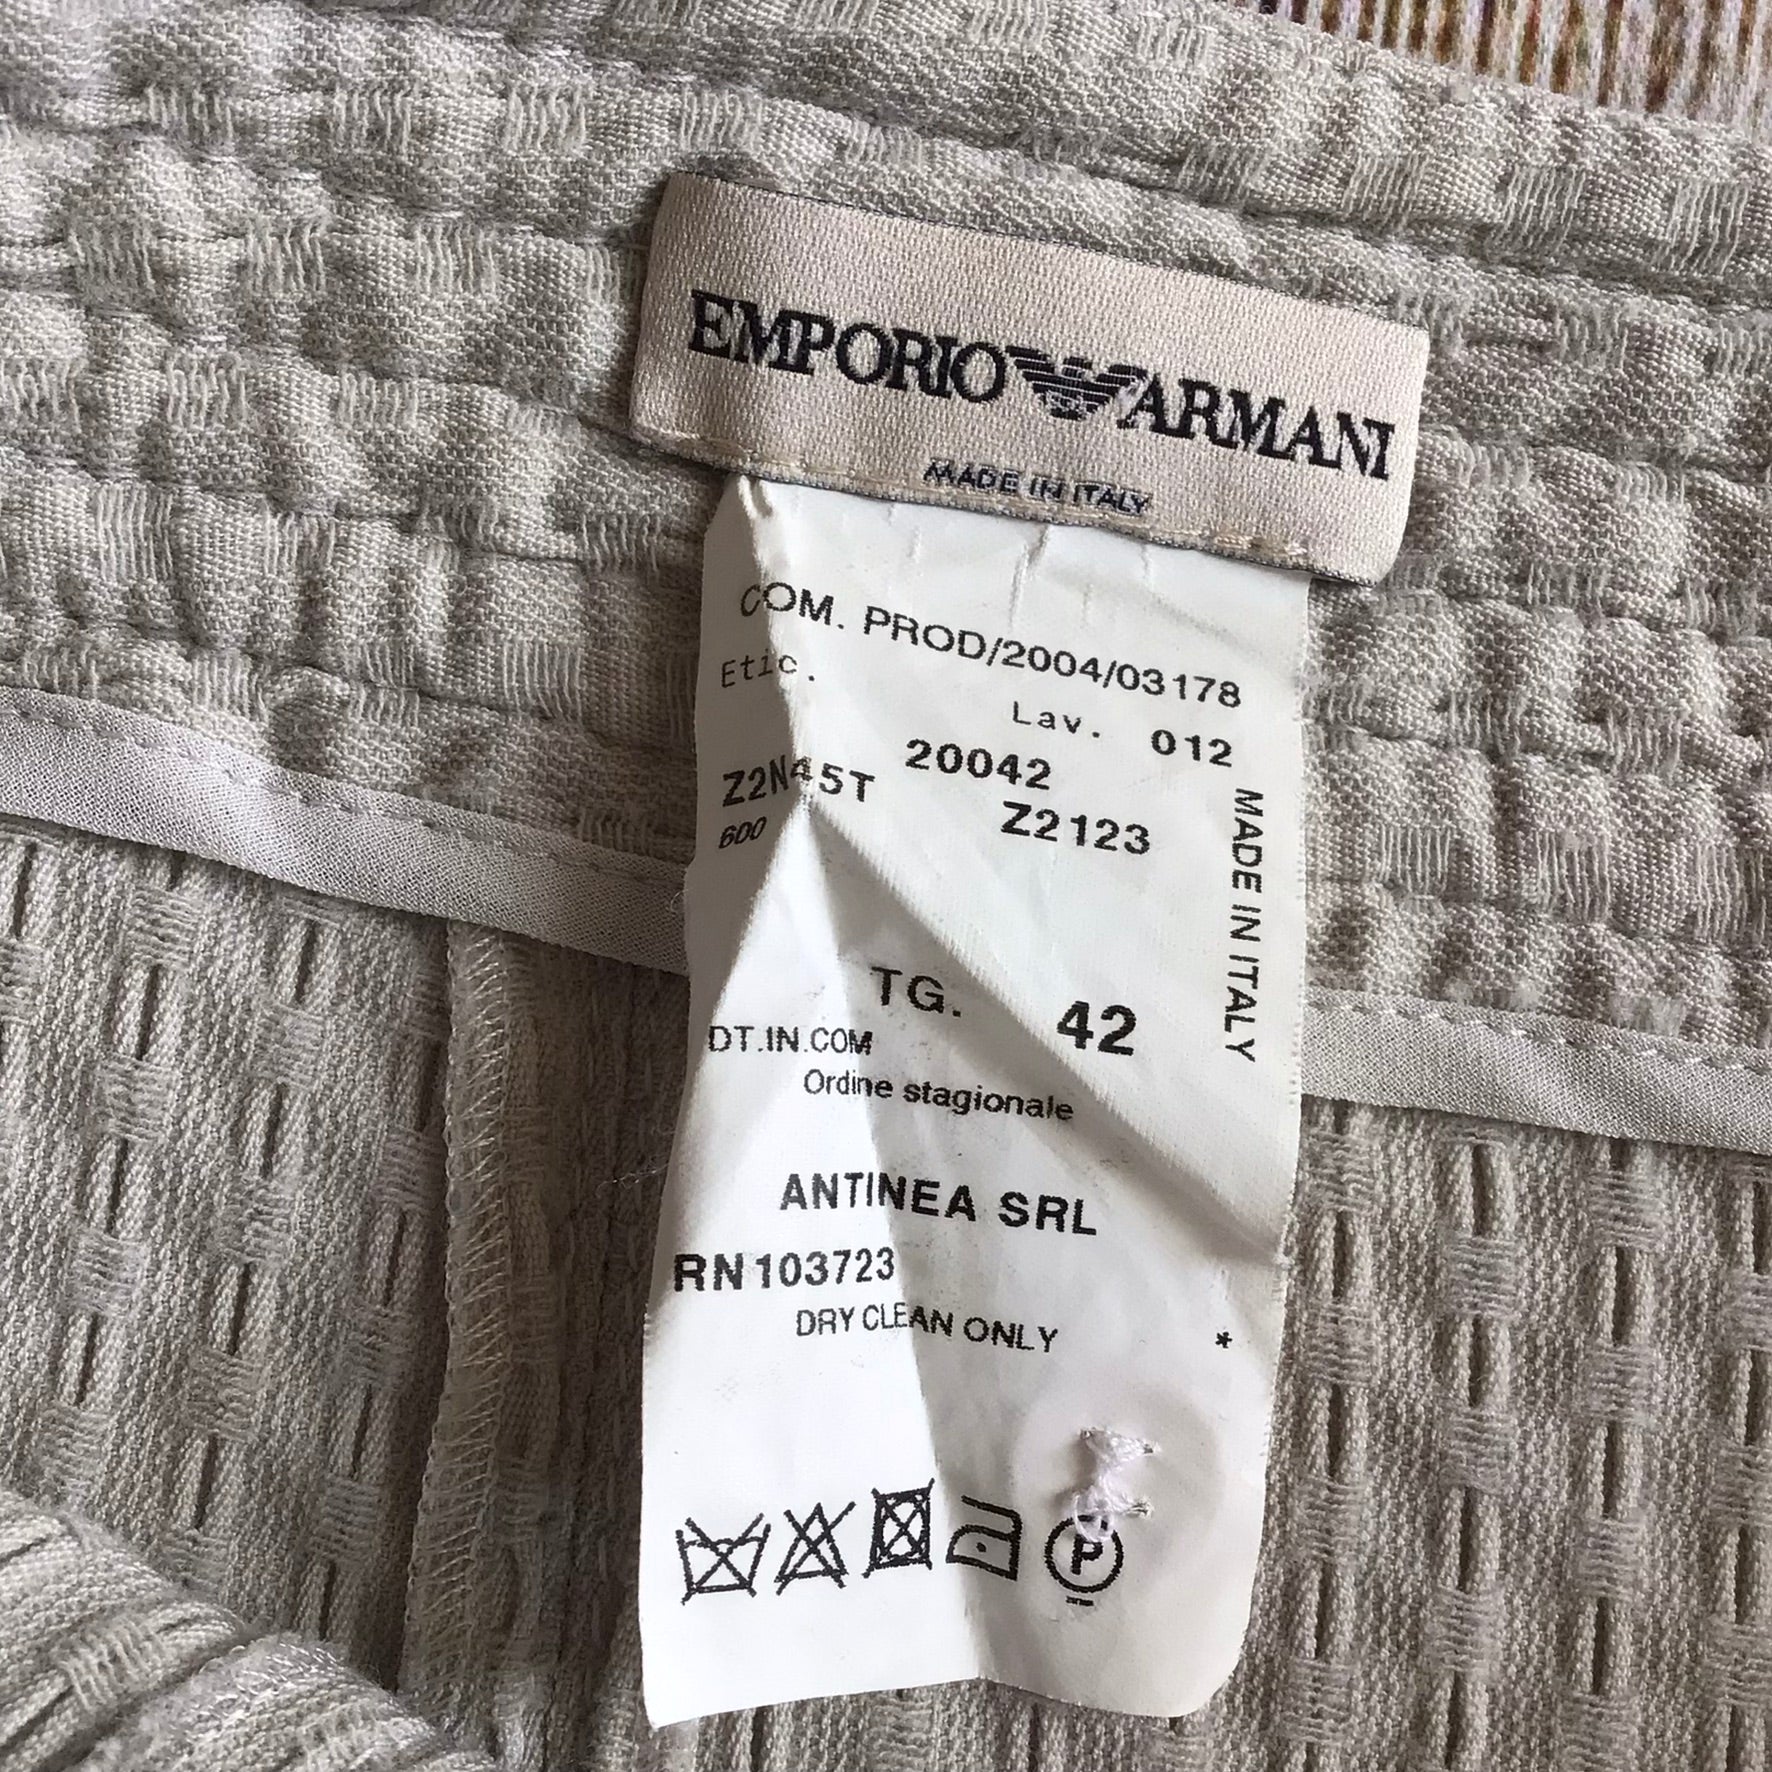 EMPORIO ARMANI
MADE IN ITALY
COM. PROD/2004/03178
Etic.
Lav. 012
20042
Z2N45T
Z2123
600
MADE IN ITALY
TG. 42
DT.IN.COM
Ordine stagionale
ANTINEA SRL
RN 103723
DRY CLEAN ONLY *
P